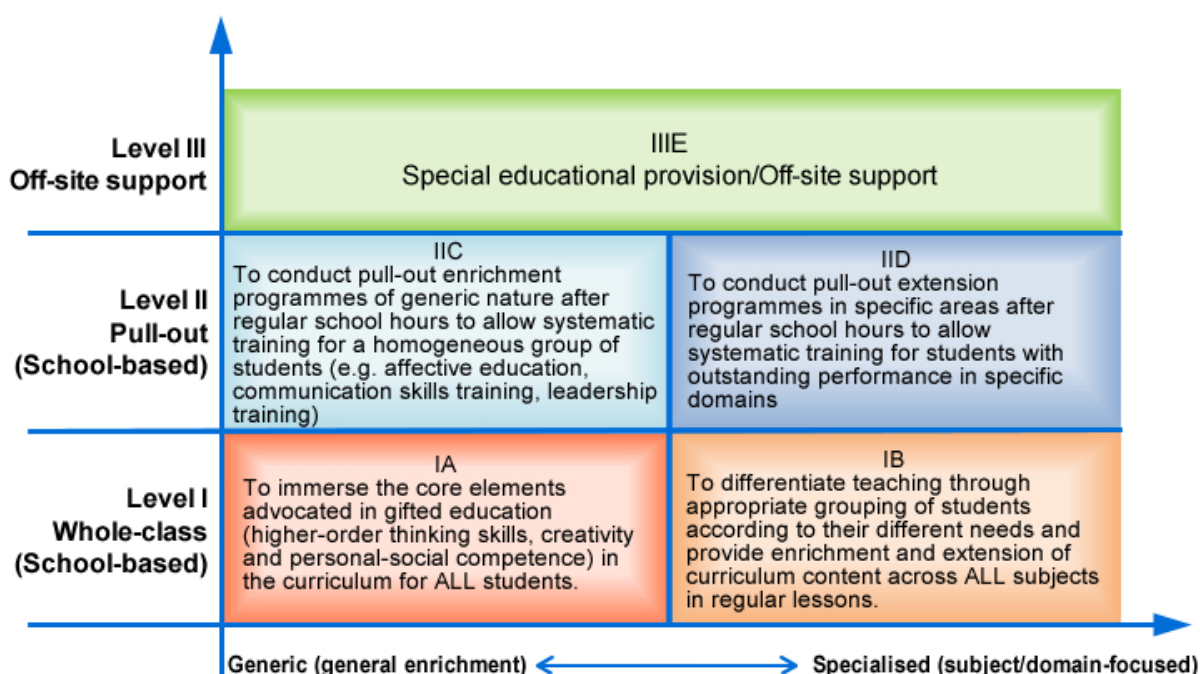 Level III
Off-site support
IIIE
Special educational provision/Off-site support
Level II
Pull-out
(School-based)
IIC
To conduct pull-out enrichment
programmes of generic nature after
regular school hours to allow systematic
training for a homogeneous group of
students (e.g. affective education,
communication skills training, leadership
training)
IID
To conduct pull-out extension
programmes in specific areas after
regular school hours to allow
systematic training for students with
outstanding performance in specific
domains
Level I
Whole-class
(School-based)
IA
To immerse the core elements
advocated in gifted education
(higher-order thinking skills, creativity
and personal-social competence) in
the curriculum for ALL students.
IB
To differentiate teaching through
appropriate grouping of students
according to their different needs and
provide enrichment and extension of
curriculum content across ALL subjects
in regular lessons.
Generic (general enrichment)
Specialised (subject/domain-focused)